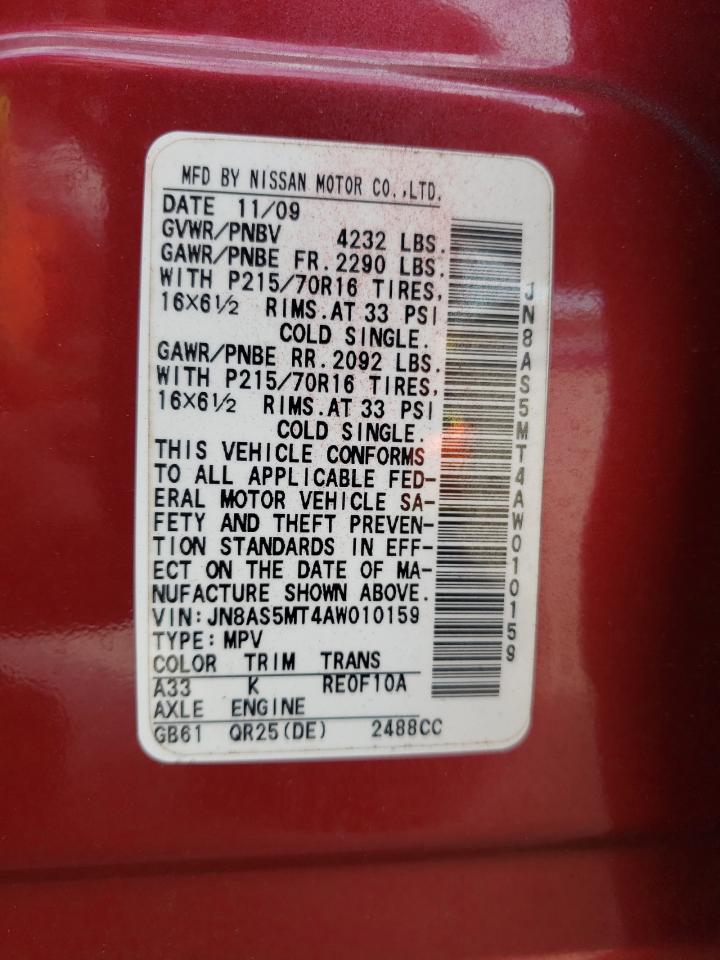 MFD BY NISSAN MOTOR CO.,LTD.
DATE 11/09
GVWR/PNBV 4232 LBS.
GAWR/PNBE FR. 2290 LBS.
WITH P215/70R16 TIRES,
16×6½ RIMS. AT 33 PSI
COLD SINGLE.
GAWR/PNBE RR. 2092 LBS.
WITH P215/70R16 TIRES,
16×6½ RIMS. AT 33 PSI
COLD SINGLE.
THIS VEHICLE CONFORMS
TO ALL APPLICABLE FED-
ERAL MOTOR VEHICLE SA-
FETY AND THEFT PREVEN-
TION STANDARDS IN EFF-
ECT ON THE DATE OF MA-
NUFACTURE SHOWN ABOVE.
VIN: JN8AS5MT4AW010159
TYPE: MPV
COLOR TRIM TRANS
A33 K RE0F10A
AXLE ENGINE
GB61 QR25(DE) 2488CC
JN8AS5MT4AW010159